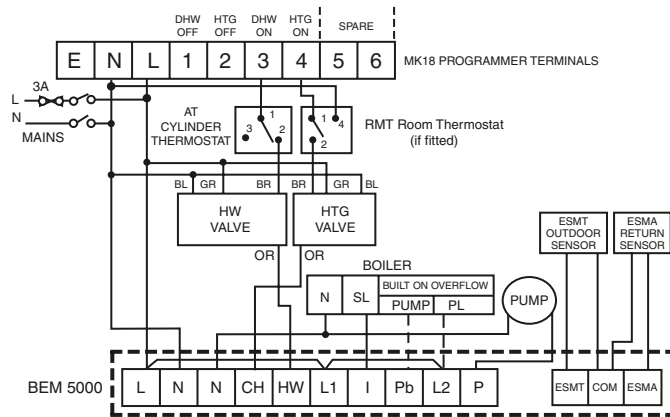 DHW OFF
HTG OFF
DHW ON
HTG ON
SPARE
E N L 1 2 3 4 5 6
MK18 PROGRAMMER TERMINALS
3A
L
N
MAINS
AT CYLINDER THERMOSTAT
1
3
2
1
4
2
RMT Room Thermostat
(if fitted)
BL GR BR BR GR BL
HW VALVE
HTG VALVE
OR OR
ESMT OUTDOOR SENSOR
ESMA RETURN SENSOR
BOILER
N SL
BUILT ON OVERFLOW
PUMP PL
PUMP
BEM 5000
L N N CH HW L1 I Pb L2 P
ESMT COM ESMA